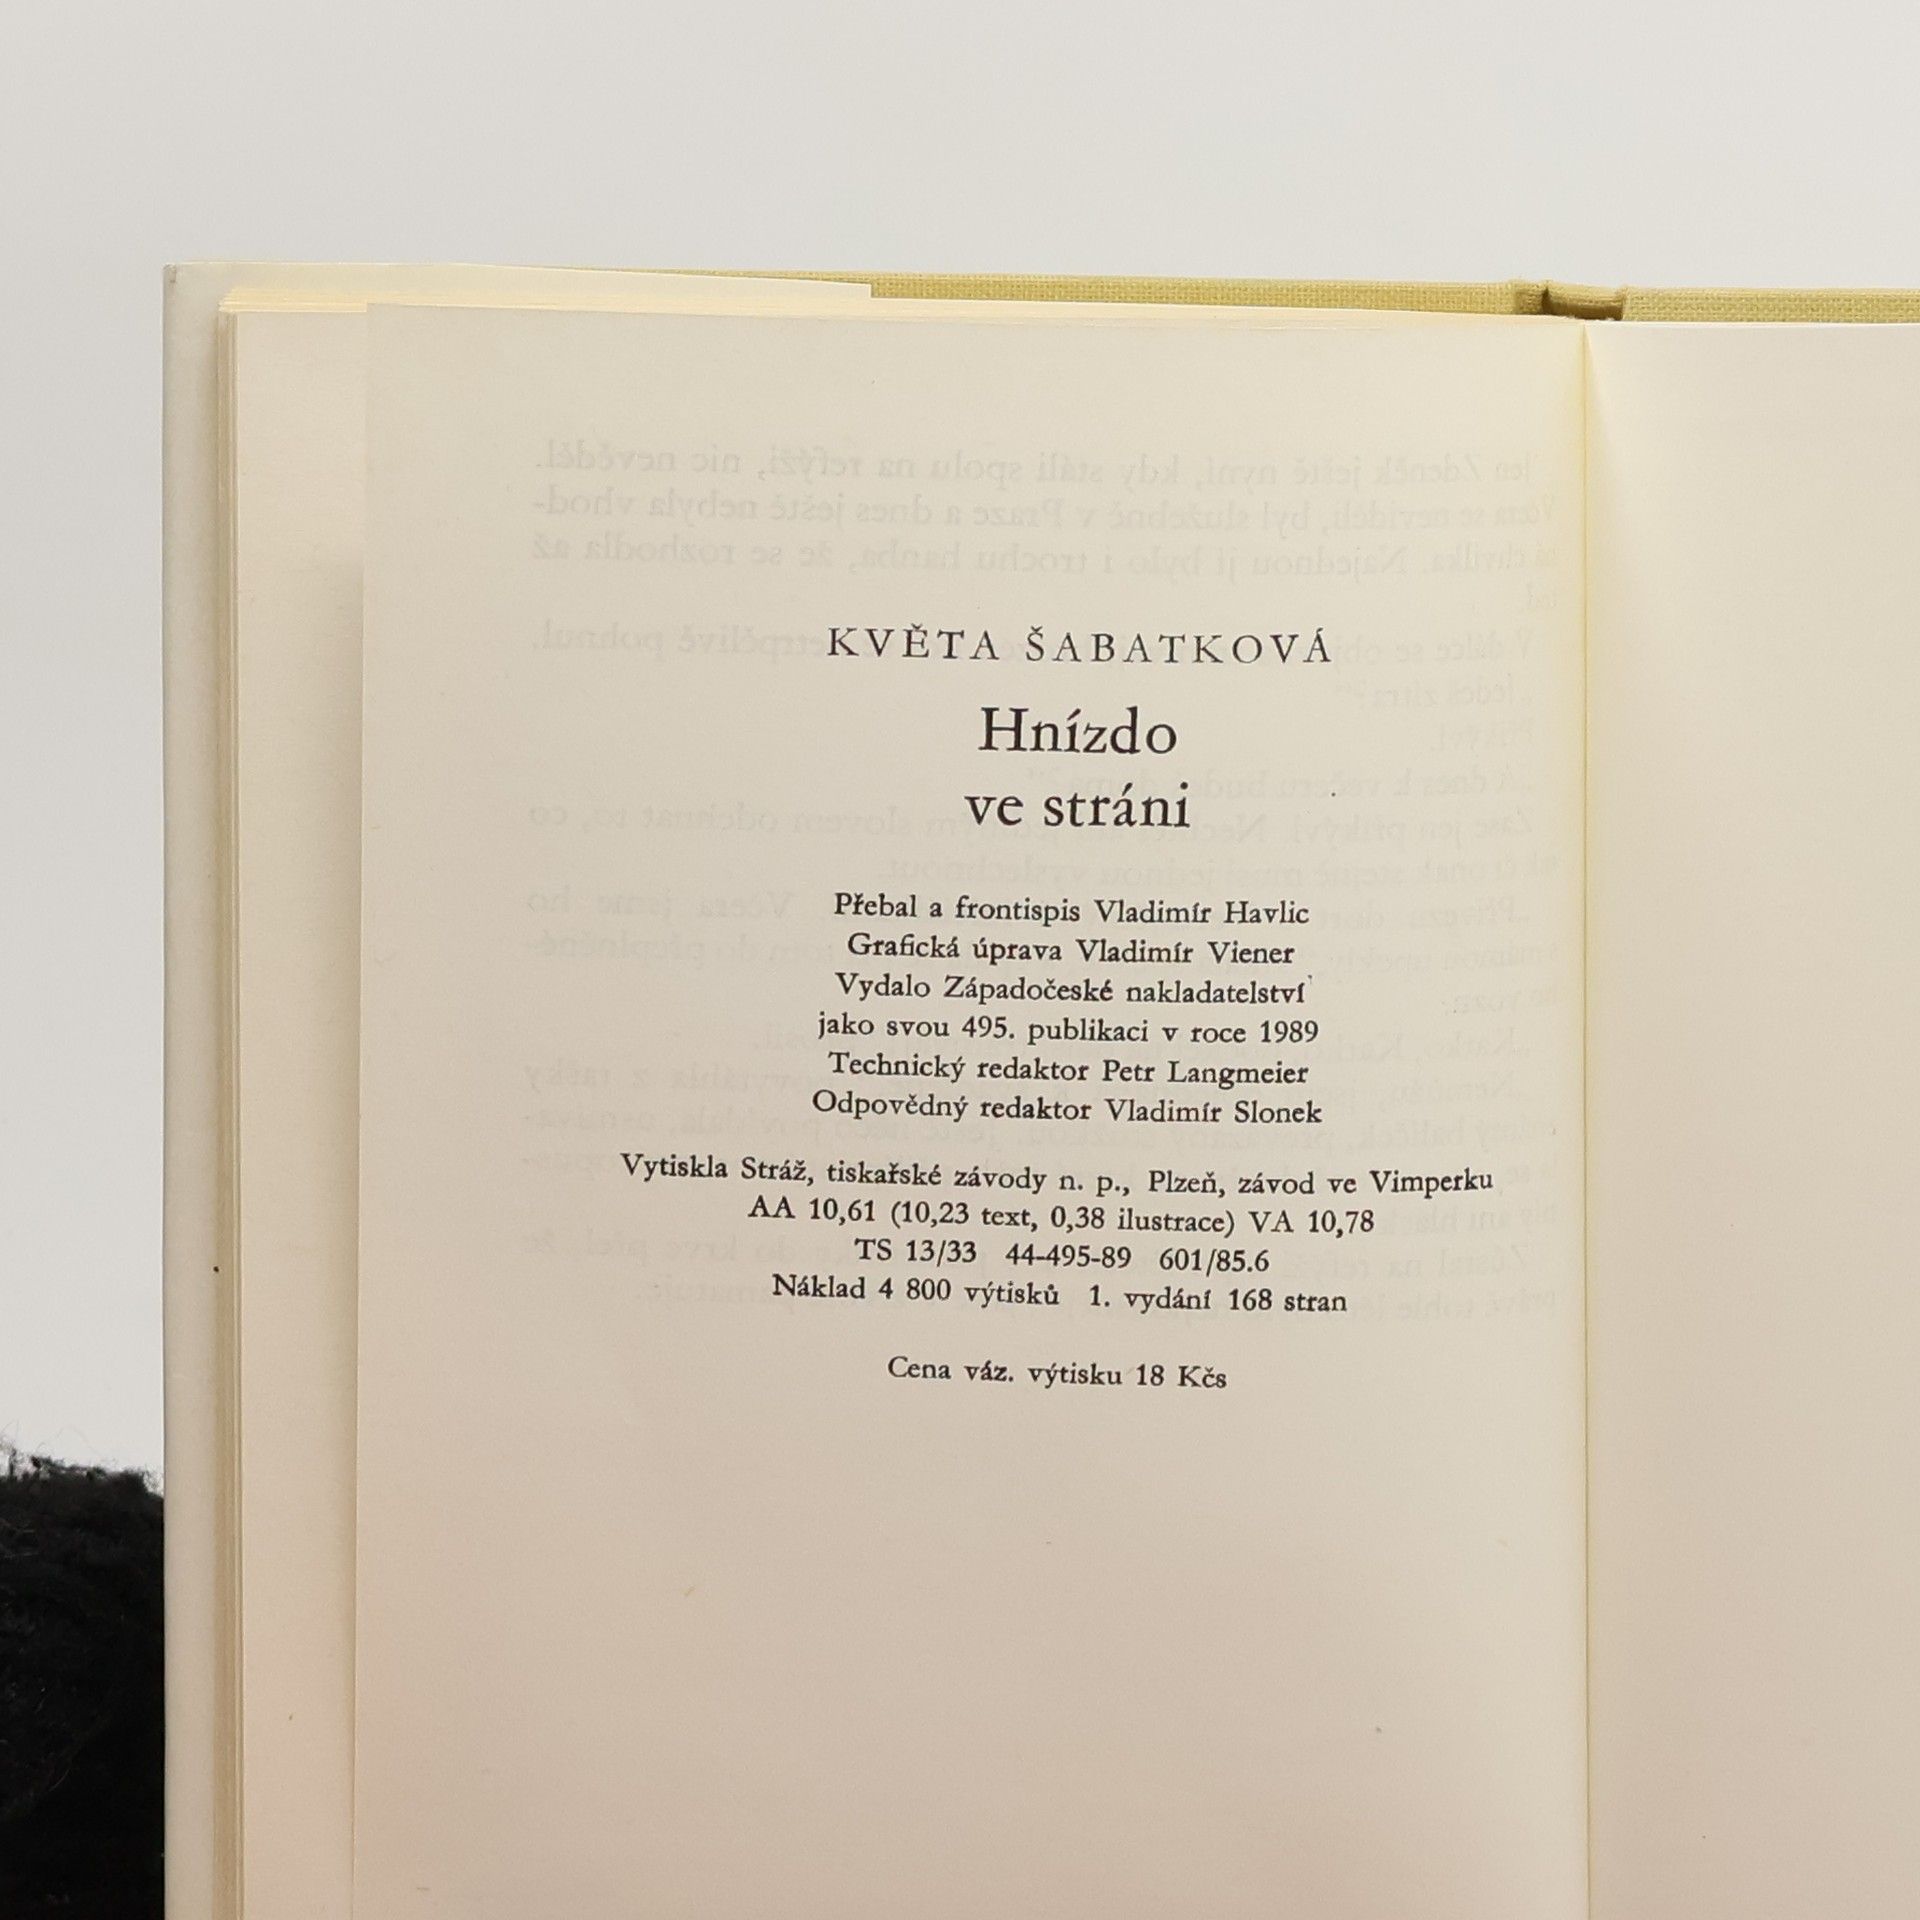 KVĚTA ŠABATKOVÁ
Hnízdo
ve stráni
Přebal a frontispis Vladimír Havlic
Grafická úprava Vladimír Viener
Vydalo Západočeské nakladatelství
jako svou 495. publikaci v roce 1989
Technický redaktor Petr Langmeier
Odpovědný redaktor Vladimír Slonek
Vytiskla Stráž, tiskařské závody n. p., Plzeň, závod ve Vimperku
AA 10,61 (10,23 text, 0,38 ilustrace) VA 10,78
TS 13/33 44-495-89 601/85.6
Náklad 4 800 výtisků 1. vydání 168 stran
Cena váz. výtisku 18 Kčs